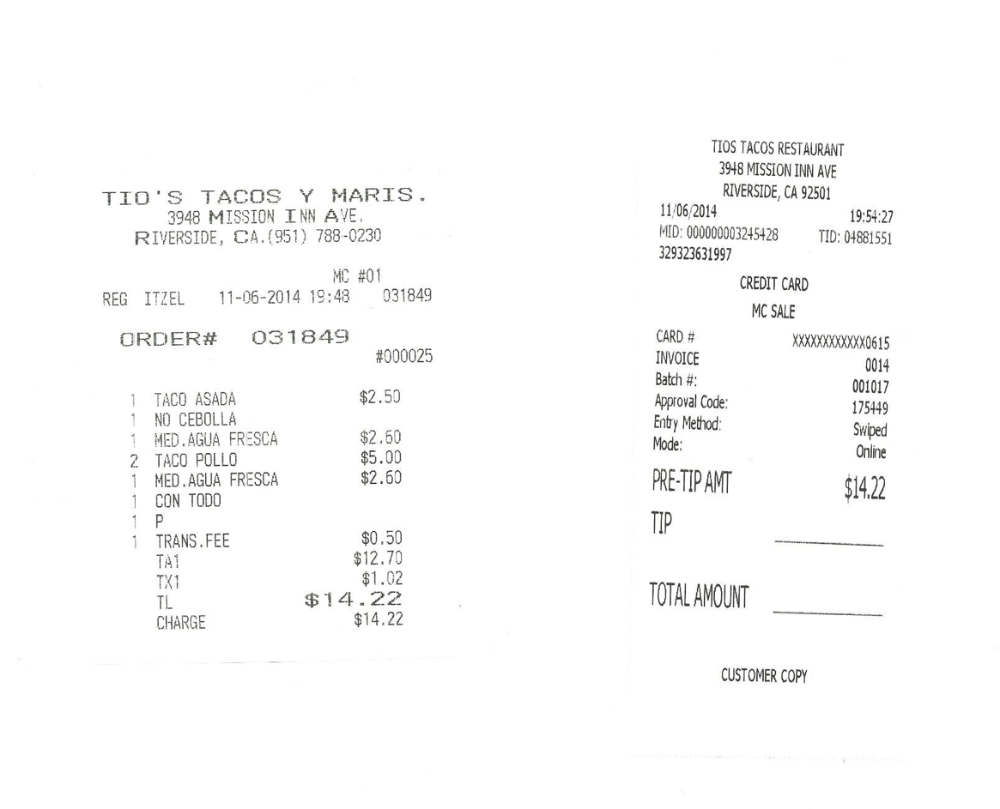 TIO'S TACOS Y MARIS.
3948 MISSION INN AVE.
RIVERSIDE, CA.(951) 788-0230
MC #01
REG ITZEL 11-06-2014 19:48 031849
ORDER# 031849
#000025
1 TACO ASADA $2.50
1 NO CEBOLLA
1 MED.AGUA FRESCA $2.60
2 TACO POLLO $5.00
1 MED.AGUA FRESCA $2.60
1 CON TODO
1 P
1 TRANS.FEE $0.50
TA1 $12.70
TX1 $1.02
TL $14.22
CHARGE $14.22
TIOS TACOS RESTAURANT
3948 MISSION INN AVE
RIVERSIDE, CA 92501
11/06/2014 19:54:27
MID: 000000003245428 TID: 04881551
329323631997
CREDIT CARD
MC SALE
CARD # XXXXXXXXXXXX0615
INVOICE 0014
Batch #: 001017
Approval Code: 175449
Entry Method: Swiped
Mode: Online
PRE-TIP AMT $14.22
TIP
TOTAL AMOUNT
CUSTOMER COPY